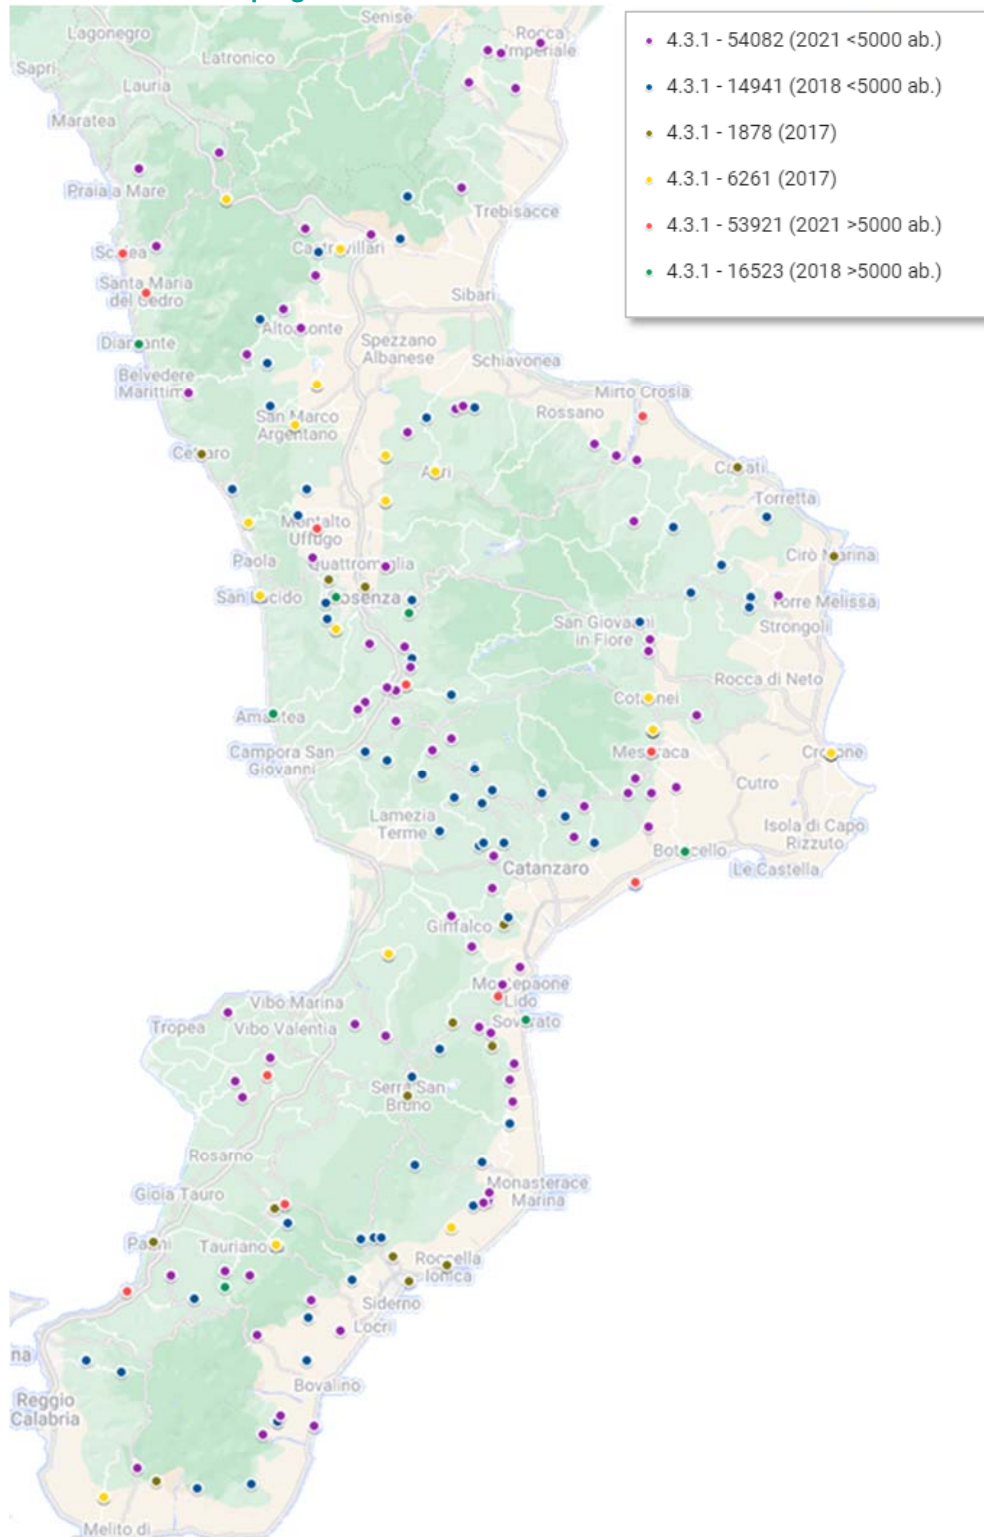 Senise
Lagonegro
Rocca
Imperiale
Latronico
Sapri
Lauria
Maratea
Praia a Mare
Trebisacce
Castrovillari
Scalea
Santa Maria
del Cedro
Sibari
Altomonte
Diamante
Spezzano
Albanese
Schiavonea
Belvedere
Marittimo
Mirto Crosia
Rossano
San Marco
Argentano
Cetraro
Cariati
Acri
Torretta
Montalto
Uffugo
Cirò Marina
Paola
Quattromiglia
San Lucido
Cosenza
Torre Melissa
San Giovanni
in Fiore
Strongoli
Rocca di Neto
Cotronei
Amantea
Campora San
Giovanni
Mesoraca
Crotone
Cutro
Lamezia
Terme
Isola di Capo
Rizzuto
Botricello
Catanzaro
Le Castella
Girifalco
Montepaone
Lido
Vibo Marina
Tropea
Vibo Valentia
Soverato
Serra San
Bruno
Rosarno
Monasterace
Marina
Gioia Tauro
Palmi
Taurianova
Roccella
Ionica
Siderno
Locri
na
Bovalino
Reggio
Calabria
Melito di
4.3.1 - 54082 (2021 <5000 ab.)
4.3.1 - 14941 (2018 <5000 ab.)
4.3.1 - 1878 (2017)
4.3.1 - 6261 (2017)
4.3.1 - 53921 (2021 >5000 ab.)
4.3.1 - 16523 (2018 >5000 ab.)